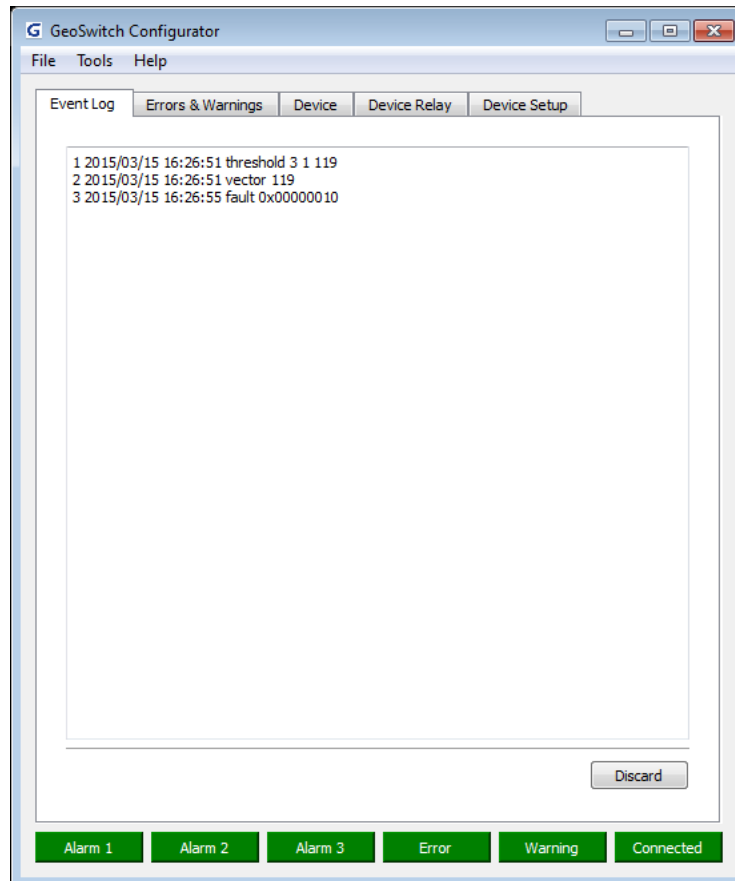 G GeoSwitch Configurator
File Tools Help
Event Log Errors & Warnings Device Device Relay Device Setup
1 2015/03/15 16:26:51 threshold 3 1 119
2 2015/03/15 16:26:51 vector 119
3 2015/03/15 16:26:55 fault 0x00000010
Discard
Alarm 1 Alarm 2 Alarm 3 Error Warning Connected